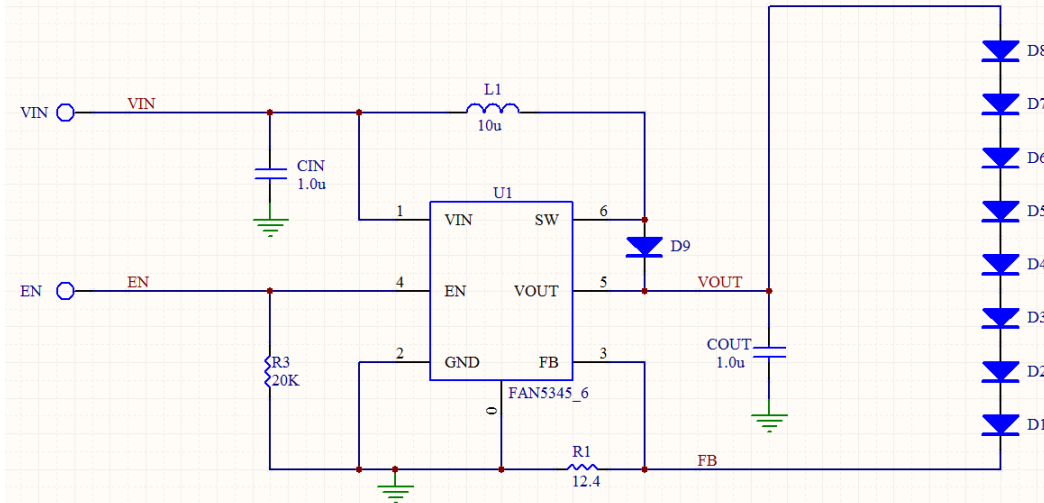 D8
L1
D7
VIN
VIN
10u
D6
CIN
1.0u
U1
D5
1
VIN
SW
6
D9
D4
EN
EN
4
EN
VOUT
5
VOUT
D3
COUT
1.0u
R3
20K
2
GND
FB
3
D2
FAN5345_6
0
D1
R1
12.4
FB